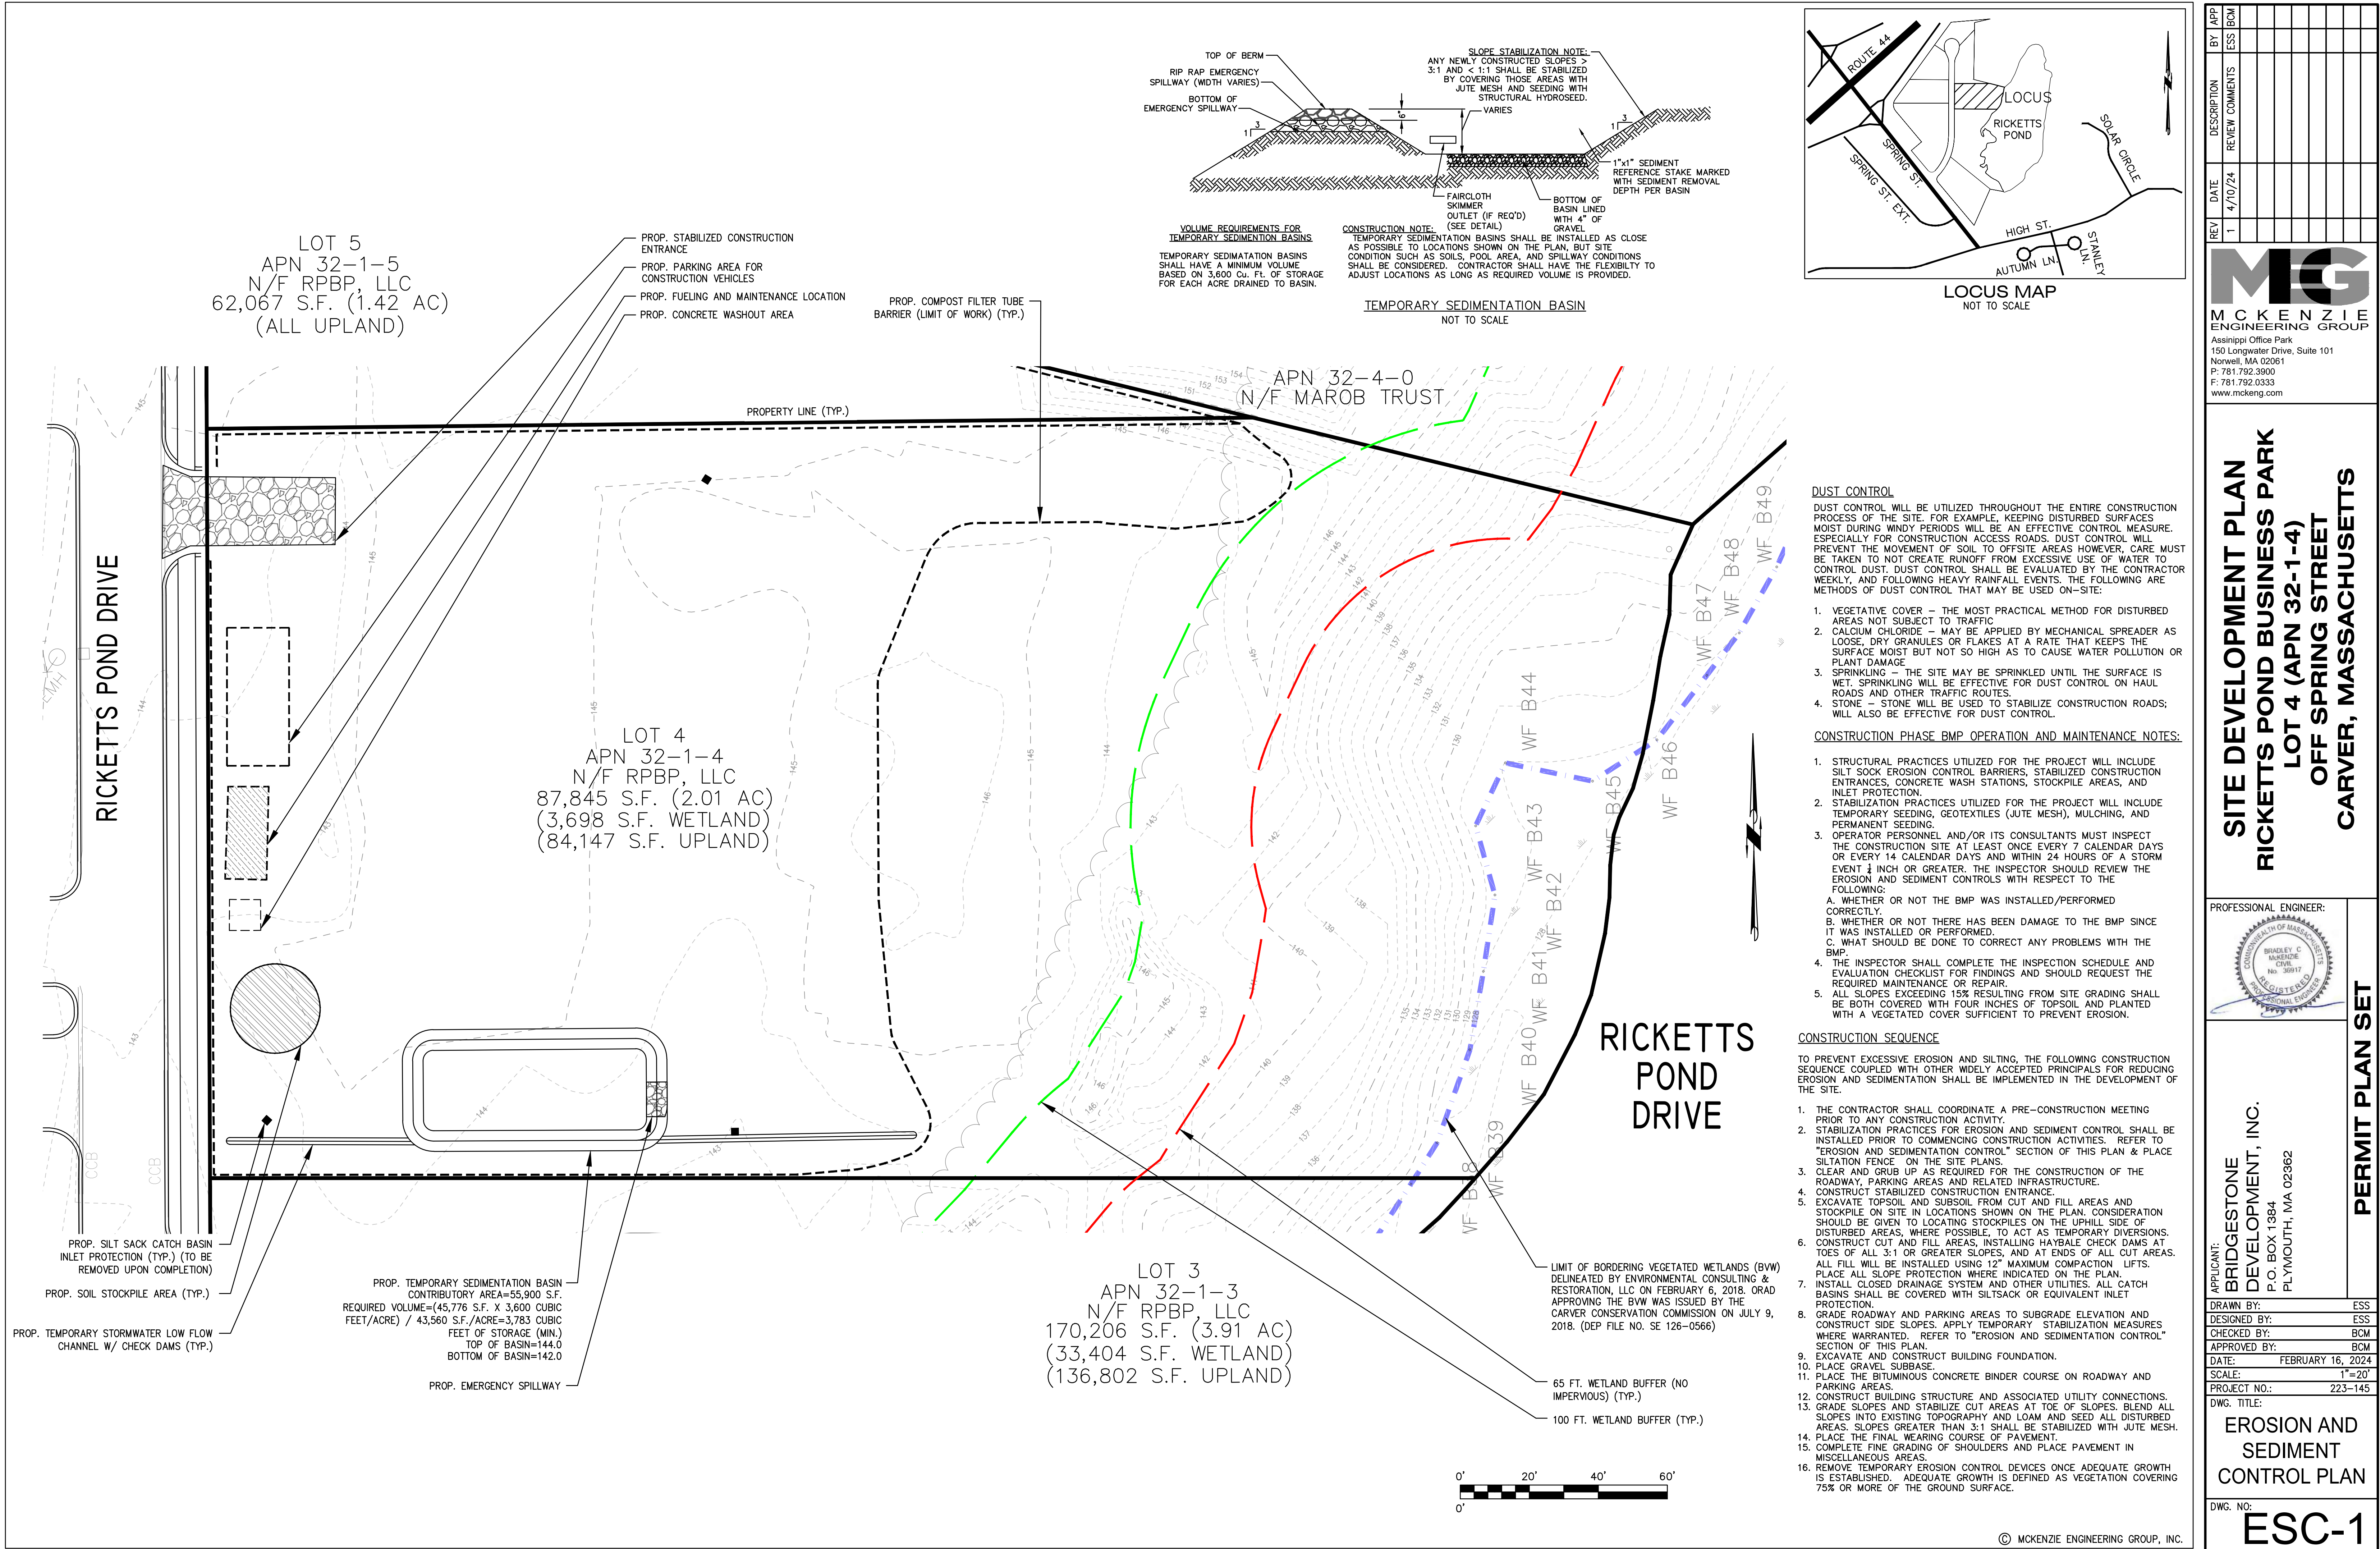 TOP OF BERM
RIP RAP EMERGENCY
SPILLWAY (WIDTH VARIES)
BOTTOM OF
EMERGENCY SPILLWAY
SLOPE STABILIZATION NOTE:
ANY NEWLY CONSTRUCTED SLOPES >
3:1 AND < 1:1 SHALL BE STABILIZED
BY COVERING THOSE AREAS WITH
JUTE MESH AND SEEDING WITH
STRUCTURAL HYDROSEED.
VARIES
6"
1
3
1
3
1"x1" SEDIMENT
REFERENCE STAKE MARKED
WITH SEDIMENT REMOVAL
DEPTH PER BASIN
FAIRCLOTH
SKIMMER
OUTLET (IF REQ'D)
(SEE DETAIL)
BOTTOM OF
BASIN LINED
WITH 4" OF
GRAVEL
VOLUME REQUIREMENTS FOR
TEMPORARY SEDIMENTION BASINS
TEMPORARY SEDIMATATION BASINS
SHALL HAVE A MINIMUM VOLUME
BASED ON 3,600 Cu. Ft. OF STORAGE
FOR EACH ACRE DRAINED TO BASIN.
CONSTRUCTION NOTE:
TEMPORARY SEDIMENTATION BASINS SHALL BE INSTALLED AS CLOSE
AS POSSIBLE TO LOCATIONS SHOWN ON THE PLAN, BUT SITE
CONDITION SUCH AS SOILS, POOL AREA, AND SPILLWAY CONDITIONS
SHALL BE CONSIDERED. CONTRACTOR SHALL HAVE THE FLEXIBILTY TO
ADJUST LOCATIONS AS LONG AS REQUIRED VOLUME IS PROVIDED.
TEMPORARY SEDIMENTATION BASIN
NOT TO SCALE
ROUTE 44
LOCUS
RICKETTS
POND
SPRING ST.
SPRING ST. EXT.
SOLAR CIRCLE
HIGH ST.
AUTUMN LN.
STANLEY
LN.
LOCUS MAP
NOT TO SCALE
LOT 5
APN 32-1-5
N/F RPBP, LLC
62,067 S.F. (1.42 AC)
(ALL UPLAND)
PROP. STABILIZED CONSTRUCTION
ENTRANCE
PROP. PARKING AREA FOR
CONSTRUCTION VEHICLES
PROP. FUELING AND MAINTENANCE LOCATION
PROP. CONCRETE WASHOUT AREA
PROP. COMPOST FILTER TUBE
BARRIER (LIMIT OF WORK) (TYP.)
PROPERTY LINE (TYP.)
APN 32-4-0
N/F MAROB TRUST
RICKETTS POND DRIVE
LOT 4
APN 32-1-4
N/F RPBP, LLC
87,845 S.F. (2.01 AC)
(3,698 S.F. WETLAND)
(84,147 S.F. UPLAND)
WF B49
WF B48
WF B47
WF B46
WF B45
WF B44
WF B43
WF B42
WF B41
WF B40
WF B39
WF B38
RICKETTS
POND
DRIVE
CCB
CCB
PROP. SILT SACK CATCH BASIN
INLET PROTECTION (TYP.) (TO BE
REMOVED UPON COMPLETION)
PROP. SOIL STOCKPILE AREA (TYP.)
PROP. TEMPORARY STORMWATER LOW FLOW
CHANNEL W/ CHECK DAMS (TYP.)
PROP. TEMPORARY SEDIMENTATION BASIN
CONTRIBUTORY AREA=55,900 S.F.
REQUIRED VOLUME=(45,776 S.F. X 3,600 CUBIC
FEET/ACRE) / 43,560 S.F./ACRE=3,783 CUBIC
FEET OF STORAGE (MIN.)
TOP OF BASIN=144.0
BOTTOM OF BASIN=142.0
PROP. EMERGENCY SPILLWAY
LOT 3
APN 32-1-3
N/F RPBP, LLC
170,206 S.F. (3.91 AC)
(33,404 S.F. WETLAND)
(136,802 S.F. UPLAND)
LIMIT OF BORDERING VEGETATED WETLANDS (BVW)
DELINEATED BY ENVIRONMENTAL CONSULTING &
RESTORATION, LLC ON FEBRUARY 6, 2018. ORAD
APPROVING THE BVW WAS ISSUED BY THE
CARVER CONSERVATION COMMISSION ON JULY 9,
2018. (DEP FILE NO. SE 126-0566)
65 FT. WETLAND BUFFER (NO
IMPERVIOUS) (TYP.)
100 FT. WETLAND BUFFER (TYP.)
0' 20' 40' 60'
0'
DUST CONTROL
DUST CONTROL WILL BE UTILIZED THROUGHOUT THE ENTIRE CONSTRUCTION
PROCESS OF THE SITE. FOR EXAMPLE, KEEPING DISTURBED SURFACES
MOIST DURING WINDY PERIODS WILL BE AN EFFECTIVE CONTROL MEASURE.
ESPECIALLY FOR CONSTRUCTION ACCESS ROADS. DUST CONTROL WILL
PREVENT THE MOVEMENT OF SOIL TO OFFSITE AREAS HOWEVER, CARE MUST
BE TAKEN TO NOT CREATE RUNOFF FROM EXCESSIVE USE OF WATER TO
CONTROL DUST. DUST CONTROL SHALL BE EVALUATED BY THE CONTRACTOR
WEEKLY, AND FOLLOWING HEAVY RAINFALL EVENTS. THE FOLLOWING ARE
METHODS OF DUST CONTROL THAT MAY BE USED ON-SITE:
1. VEGETATIVE COVER – THE MOST PRACTICAL METHOD FOR DISTURBED
AREAS NOT SUBJECT TO TRAFFIC
2. CALCIUM CHLORIDE – MAY BE APPLIED BY MECHANICAL SPREADER AS
LOOSE, DRY GRANULES OR FLAKES AT A RATE THAT KEEPS THE
SURFACE MOIST BUT NOT SO HIGH AS TO CAUSE WATER POLLUTION OR
PLANT DAMAGE
3. SPRINKLING – THE SITE MAY BE SPRINKLED UNTIL THE SURFACE IS
WET. SPRINKLING WILL BE EFFECTIVE FOR DUST CONTROL ON HAUL
ROADS AND OTHER TRAFFIC ROUTES.
4. STONE – STONE WILL BE USED TO STABILIZE CONSTRUCTION ROADS;
WILL ALSO BE EFFECTIVE FOR DUST CONTROL.
CONSTRUCTION PHASE BMP OPERATION AND MAINTENANCE NOTES:
1. STRUCTURAL PRACTICES UTILIZED FOR THE PROJECT WILL INCLUDE
SILT SOCK EROSION CONTROL BARRIERS, STABILIZED CONSTRUCTION
ENTRANCES, CONCRETE WASH STATIONS, STOCKPILE AREAS, AND
INLET PROTECTION.
2. STABILIZATION PRACTICES UTILIZED FOR THE PROJECT WILL INCLUDE
TEMPORARY SEEDING, GEOTEXTILES (JUTE MESH), MULCHING, AND
PERMANENT SEEDING.
3. OPERATOR PERSONNEL AND/OR ITS CONSULTANTS MUST INSPECT
THE CONSTRUCTION SITE AT LEAST ONCE EVERY 7 CALENDAR DAYS
OR EVERY 14 CALENDAR DAYS AND WITHIN 24 HOURS OF A STORM
EVENT INCH OR GREATER. THE INSPECTOR SHOULD REVIEW THE
EROSION AND SEDIMENT CONTROLS WITH RESPECT TO THE
FOLLOWING:
A. WHETHER OR NOT THE BMP WAS INSTALLED/PERFORMED
CORRECTLY.
B. WHETHER OR NOT THERE HAS BEEN DAMAGE TO THE BMP SINCE
IT WAS INSTALLED OR PERFORMED.
C. WHAT SHOULD BE DONE TO CORRECT ANY PROBLEMS WITH THE
BMP.
4. THE INSPECTOR SHALL COMPLETE THE INSPECTION SCHEDULE AND
EVALUATION CHECKLIST FOR FINDINGS AND SHOULD REQUEST THE
REQUIRED MAINTENANCE OR REPAIR.
5. ALL SLOPES EXCEEDING 15% RESULTING FROM SITE GRADING SHALL
BE BOTH COVERED WITH FOUR INCHES OF TOPSOIL AND PLANTED
WITH A VEGETATED COVER SUFFICIENT TO PREVENT EROSION.
CONSTRUCTION SEQUENCE
TO PREVENT EXCESSIVE EROSION AND SILTING, THE FOLLOWING CONSTRUCTION
SEQUENCE COUPLED WITH OTHER WIDELY ACCEPTED PRINCIPALS FOR REDUCING
EROSION AND SEDIMENTATION SHALL BE IMPLEMENTED IN THE DEVELOPMENT OF
THE SITE.
1. THE CONTRACTOR SHALL COORDINATE A PRE-CONSTRUCTION MEETING
PRIOR TO ANY CONSTRUCTION ACTIVITY.
2. STABILIZATION PRACTICES FOR EROSION AND SEDIMENT CONTROL SHALL BE
INSTALLED PRIOR TO COMMENCING CONSTRUCTION ACTIVITIES. REFER TO
"EROSION AND SEDIMENTATION CONTROL" SECTION OF THIS PLAN & PLACE
SILTATION FENCE ON THE SITE PLANS.
3. CLEAR AND GRUB UP AS REQUIRED FOR THE CONSTRUCTION OF THE
ROADWAY, PARKING AREAS AND RELATED INFRASTRUCTURE.
4. CONSTRUCT STABILIZED CONSTRUCTION ENTRANCE.
5. EXCAVATE TOPSOIL AND SUBSOIL FROM CUT AND FILL AREAS AND
STOCKPILE ON SITE IN LOCATIONS SHOWN ON THE PLAN. CONSIDERATION
SHOULD BE GIVEN TO LOCATING STOCKPILES ON THE UPHILL SIDE OF
DISTURBED AREAS, WHERE POSSIBLE, TO ACT AS TEMPORARY DIVERSIONS.
6. CONSTRUCT CUT AND FILL AREAS, INSTALLING HAYBALE CHECK DAMS AT
TOES OF ALL 3:1 OR GREATER SLOPES, AND AT ENDS OF ALL CUT AREAS.
ALL FILL WILL BE INSTALLED USING 12" MAXIMUM COMPACTION LIFTS.
PLACE ALL SLOPE PROTECTION WHERE INDICATED ON THE PLAN.
7. INSTALL CLOSED DRAINAGE SYSTEM AND OTHER UTILITIES. ALL CATCH
BASINS SHALL BE COVERED WITH SILTSACK OR EQUIVALENT INLET
PROTECTION.
8. GRADE ROADWAY AND PARKING AREAS TO SUBGRADE ELEVATION AND
CONSTRUCT SIDE SLOPES. APPLY TEMPORARY STABILIZATION MEASURES
WHERE WARRANTED. REFER TO "EROSION AND SEDIMENTATION CONTROL"
SECTION OF THIS PLAN.
9. EXCAVATE AND CONSTRUCT BUILDING FOUNDATION.
10. PLACE GRAVEL SUBBASE.
11. PLACE THE BITUMINOUS CONCRETE BINDER COURSE ON ROADWAY AND
PARKING AREAS.
12. CONSTRUCT BUILDING STRUCTURE AND ASSOCIATED UTILITY CONNECTIONS.
13. GRADE SLOPES AND STABILIZE CUT AREAS AT TOE OF SLOPES. BLEND ALL
SLOPES INTO EXISTING TOPOGRAPHY AND LOAM AND SEED ALL DISTURBED
AREAS. SLOPES GREATER THAN 3:1 SHALL BE STABILIZED WITH JUTE MESH.
14. PLACE THE FINAL WEARING COURSE OF PAVEMENT.
15. COMPLETE FINE GRADING OF SHOULDERS AND PLACE PAVEMENT IN
MISCELLANEOUS AREAS.
16. REMOVE TEMPORARY EROSION CONTROL DEVICES ONCE ADEQUATE GROWTH
IS ESTABLISHED. ADEQUATE GROWTH IS DEFINED AS VEGETATION COVERING
75% OR MORE OF THE GROUND SURFACE.
© MCKENZIE ENGINEERING GROUP, INC.
REV DATE DESCRIPTION BY APP
1 4/10/24 REVIEW COMMENTS ESS BCM
MEG
MCKENZIE
ENGINEERING GROUP
Assinippi Office Park
150 Longwater Drive, Suite 101
Norwell, MA 02061
P: 781.792.3900
F: 781.792.0333
www.mckeng.com
SITE DEVELOPMENT PLAN
RICKETTS POND BUSINESS PARK
LOT 4 (APN 32-1-4)
OFF SPRING STREET
CARVER, MASSACHUSETTS
PROFESSIONAL ENGINEER:
COMMONWEALTH OF MASSACHUSETTS
BRADLEY C
McKENZIE
CIVIL
No. 36917
REGISTERED
PROFESSIONAL ENGINEER
PERMIT PLAN SET
APPLICANT:
BRIDGESTONE
DEVELOPMENT, INC.
P.O. BOX 1384
PLYMOUTH, MA 02362
DRAWN BY: ESS
DESIGNED BY: ESS
CHECKED BY: BCM
APPROVED BY: BCM
DATE: FEBRUARY 16, 2024
SCALE: 1"=20'
PROJECT NO.: 223-145
DWG. TITLE:
EROSION AND
SEDIMENT
CONTROL PLAN
DWG. NO:
ESC-1